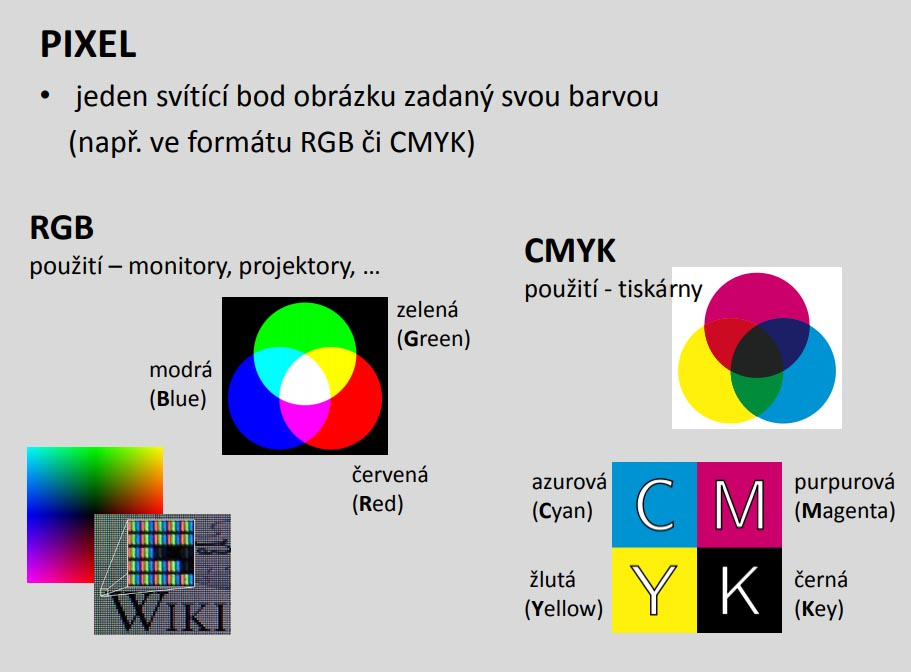 PIXEL
• jeden svítící bod obrázku zadaný svou barvou
(např. ve formátu RGB či CMYK)
RGB
použití – monitory, projektory, ...
zelená
(Green)
modrá
(Blue)
červená
(Red)
WIKI
CMYK
použití - tiskárny
azurová
(Cyan)
C
M
purpurová
(Magenta)
žlutá
(Yellow)
Y
K
černá
(Key)